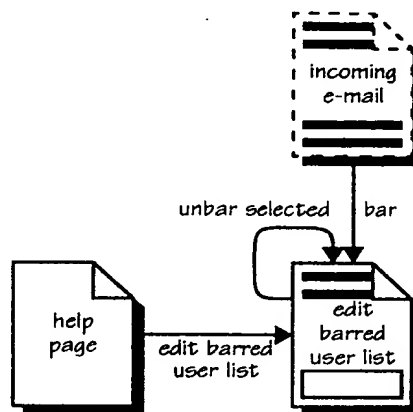 incoming
e-mail
unbar selected
bar
help
page
edit barred
user list
edit
barred
user list